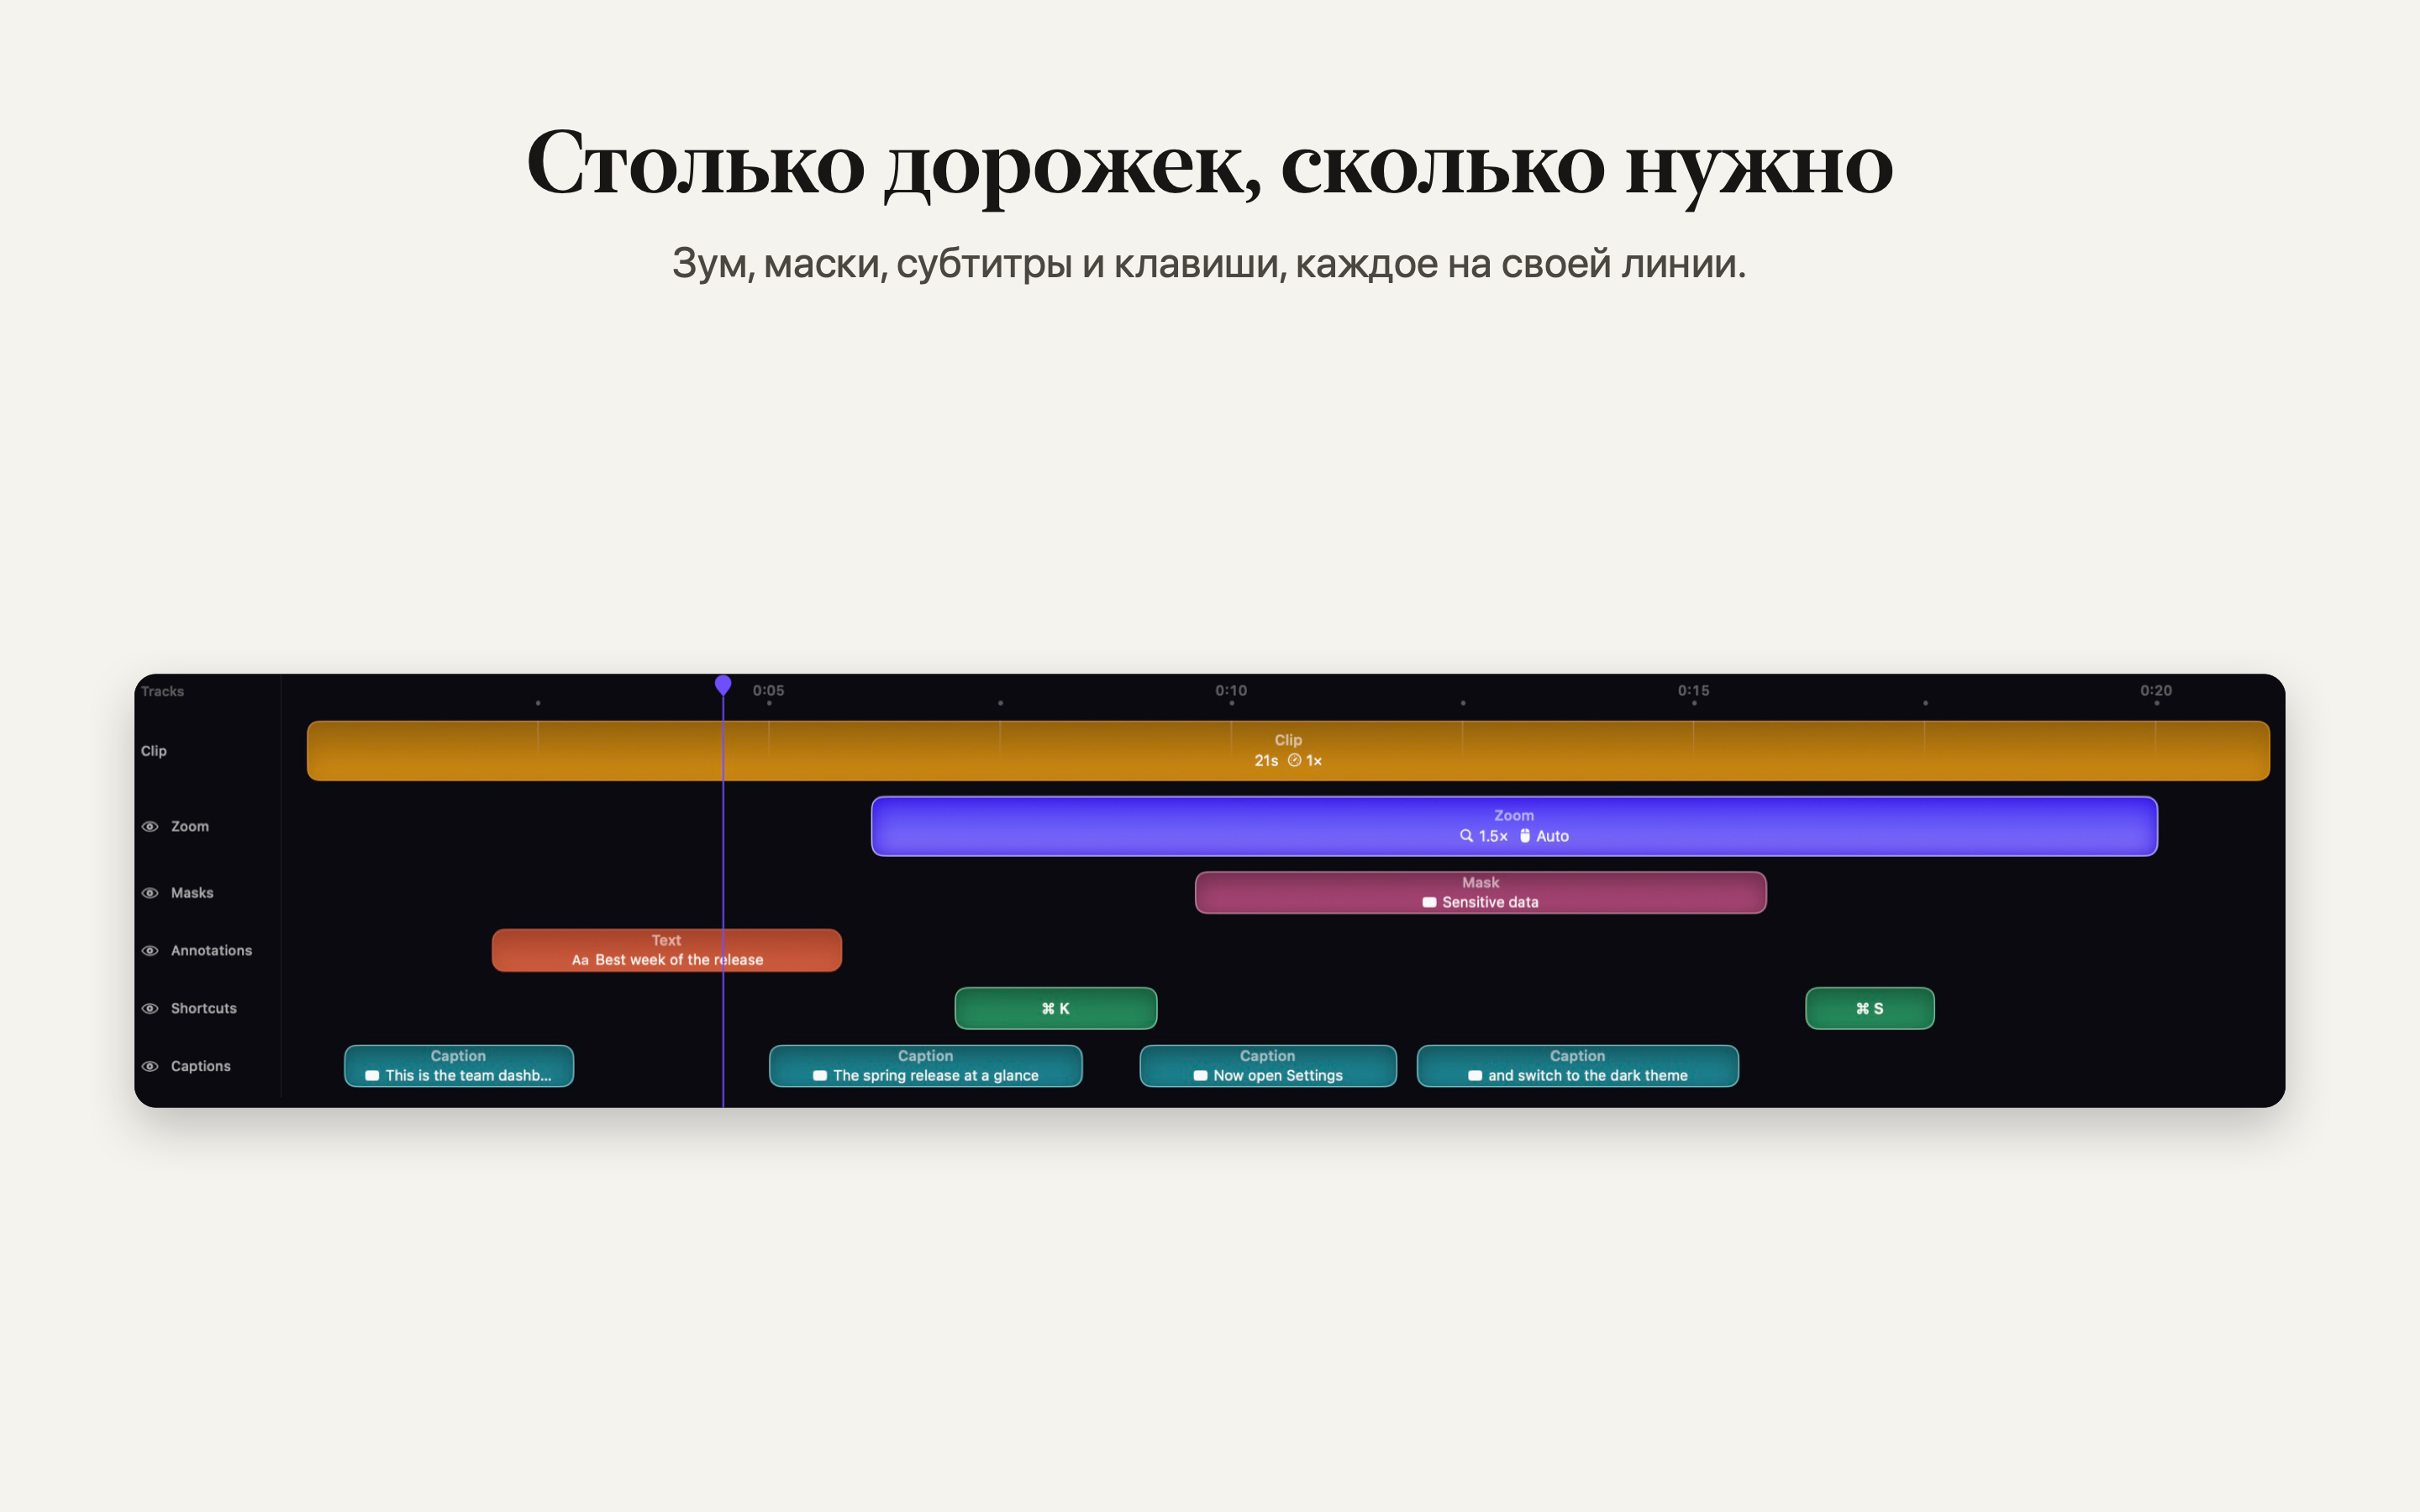 Столько дорожек, сколько нужно
Зум, маски, субтитры и клавиши, каждое на своей линии.
Tracks
0:05
0:10
0:15
0:20
Clip
Clip
21s 1×
Zoom
Zoom
1.5× Auto
Masks
Mask
Sensitive data
Annotations
Text
Aa Best week of the release
Shortcuts
⌘ K
⌘ S
Captions
Caption
This is the team dashb...
Caption
The spring release at a glance
Caption
Now open Settings
Caption
and switch to the dark theme